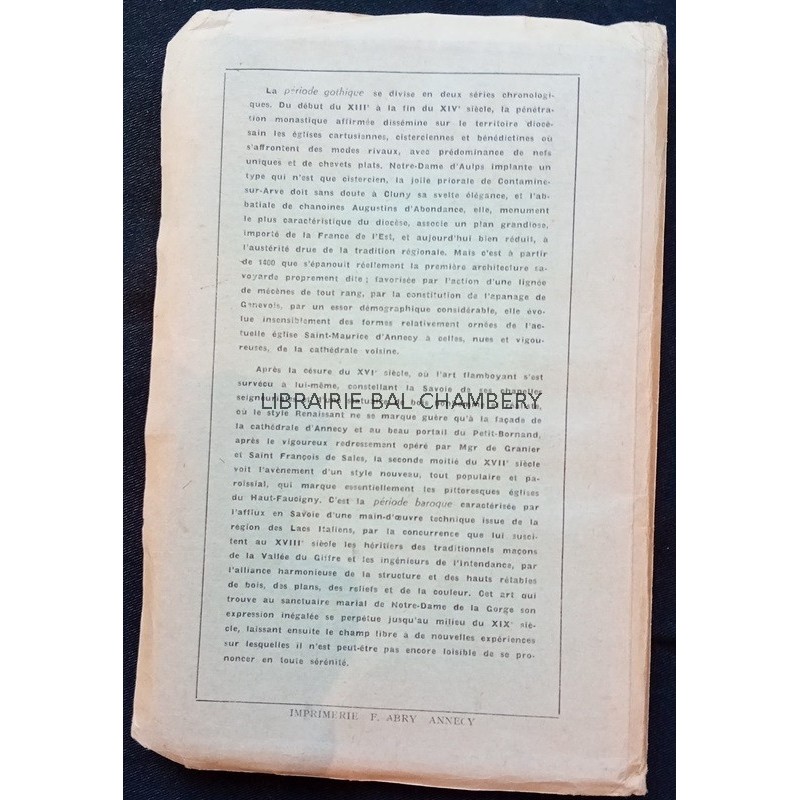 La période gothique se divise en deux séries chronologi-
ques. Du début du XIIIe à la fin du XIVe siècle, la pénétra-
tion monastique affirmée dissémine sur le territoire diocé-
sain les églises cartusiennes, cisterciennes et bénédictines où
s'affrontent des modes rivaux, avec prédominance de nefs
uniques et de chevets plats. Notre-Dame d'Aulps implante un
type qui n'est que cistercien, la jolie priorale de Contamine-
sur-Arve doit sans doute à Cluny sa svelte élégance, et l'ab-
batiale de chanoines Augustins d'Abondance, elle, monument
le plus caractéristique du diocèse, associe un plan grandiose,
importé de la France de l'Est, et aujourd'hui bien réduit, à
l'austérité drue de la tradition régionale. Mais c'est à partir
de 1400 que s'épanouit réellement la première architecture sa-
voyarde proprement dite ; favorisée par l'action d'une lignée
de mécènes de tout rang, par la constitution de l'apanage de
Genevois, par un essor démographique considérable, elle évo-
lue insensiblement des formes relativement ornées de l'ac-
tuelle église Saint-Maurice d'Annecy à celles, nues et vigou-
reuses, de la cathédrale voisine.
Après la césure du XVIe siècle, où l'art flamboyant s'est
survécu à lui-même, constellant la Savoie de ses chapelles
seigneuriales et d'une bois
LIBRAIRIE BAL CHAMBERY
où le style Renaissant ne se marque guère qu'à la façade de
la cathédrale d'Annecy et au beau portail du Petit-Bornand,
après le vigoureux redressement opéré par Mgr de Granier
et Saint François de Sales, la seconde moitié du XVIIe siècle
voit l'avènement d'un style nouveau, tout populaire et pa-
roissial, qui marque essentiellement les pittoresques églises
du Haut-Faucigny. C'est la période baroque caractérisée par
l'afflux en Savoie d'une main-d'œuvre technique issue de la
région des Lacs Italiens, par la concurrence que lui susci-
tent au XVIIIe siècle les héritiers des traditionnels maçons
de la Vallée du Giffre et les ingénieurs de l'Intendance, par
l'alliance harmonieuse de la structure et des hauts rétables
de bois, des plans, des reliefs et de la couleur. Cet art qui
trouve au sanctuaire marial de Notre-Dame de la Gorge son
expression inégalée se perpétue jusqu'au milieu du XIXe siè-
cle, laissant ensuite le champ libre à de nouvelles expériences
sur lesquelles il n'est peut-être pas encore loisible de se pro-
noncer en toute sérénité.
IMPRIMERIE F. ABRY ANNECY